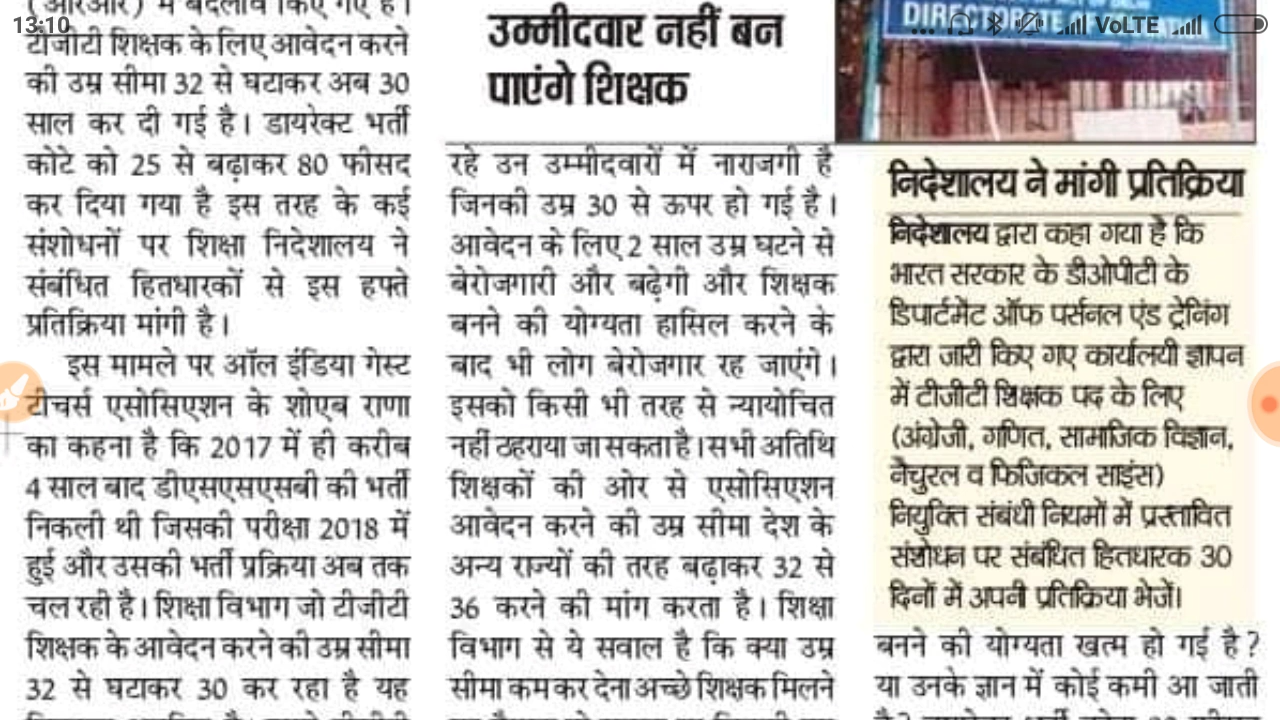 13:10
VoLTE
(आरआर) में बदलाव किए गए हैं।
टीजीटी शिक्षक के लिए आवेदन करने
की उम्र सीमा 32 से घटाकर अब 30
साल कर दी गई है। डायरेक्ट भर्ती
कोटे को 25 से बढ़ाकर 80 फीसद
कर दिया गया है इस तरह के कई
संशोधनों पर शिक्षा निदेशालय ने
संबंधित हितधारकों से इस हफ्ते
प्रतिक्रिया मांगी है।
इस मामले पर ऑल इंडिया गेस्ट
टीचर्स एसोसिएशन के शोएब राणा
का कहना है कि 2017 में ही करीब
4 साल बाद डीएसएसएसबी की भर्ती
निकली थी जिसकी परीक्षा 2018 में
हुई और उसकी भर्ती प्रक्रिया अब तक
चल रही है। शिक्षा विभाग जो टीजीटी
शिक्षक के आवेदन करने की उम्र सीमा
32 से घटाकर 30 कर रहा है यह
उम्मीदवार नहीं बन
पाएंगे शिक्षक
रहे उन उम्मीदवारों में नाराजगी है
जिनकी उम्र 30 से ऊपर हो गई है।
आवेदन के लिए 2 साल उम्र घटने से
बेरोजगारी और बढ़ेगी और शिक्षक
बनने की योग्यता हासिल करने के
बाद भी लोग बेरोजगार रह जाएंगे।
इसको किसी भी तरह से न्यायोचित
नहीं ठहराया जा सकता है। सभी अतिथि
शिक्षकों की ओर से एसोसिएशन
आवेदन करने की उम्र सीमा देश के
अन्य राज्यों की तरह बढ़ाकर 32 से
36 करने की मांग करता है। शिक्षा
विभाग से ये सवाल है कि क्या उम्र
सीमा कम कर देना अच्छे शिक्षक मिलने
निदेशालय ने मांगी प्रतिक्रिया
निदेशालय द्वारा कहा गया है कि
भारत सरकार के डीओपीटी के
डिपार्टमेंट ऑफ पर्सनल एंड ट्रेनिंग
द्वारा जारी किए गए कार्यालयी ज्ञापन
में टीजीटी शिक्षक पद के लिए
(अंग्रेजी, गणित, सामाजिक विज्ञान,
नैचुरल व फिजिकल साइंस)
नियुक्ति संबंधी नियमों में प्रस्तावित
संशोधन पर संबंधित हितधारक 30
दिनों में अपनी प्रतिक्रिया भेजें।
बनने की योग्यता खत्म हो गई है?
या उनके ज्ञान में कोई कमी आ जाती